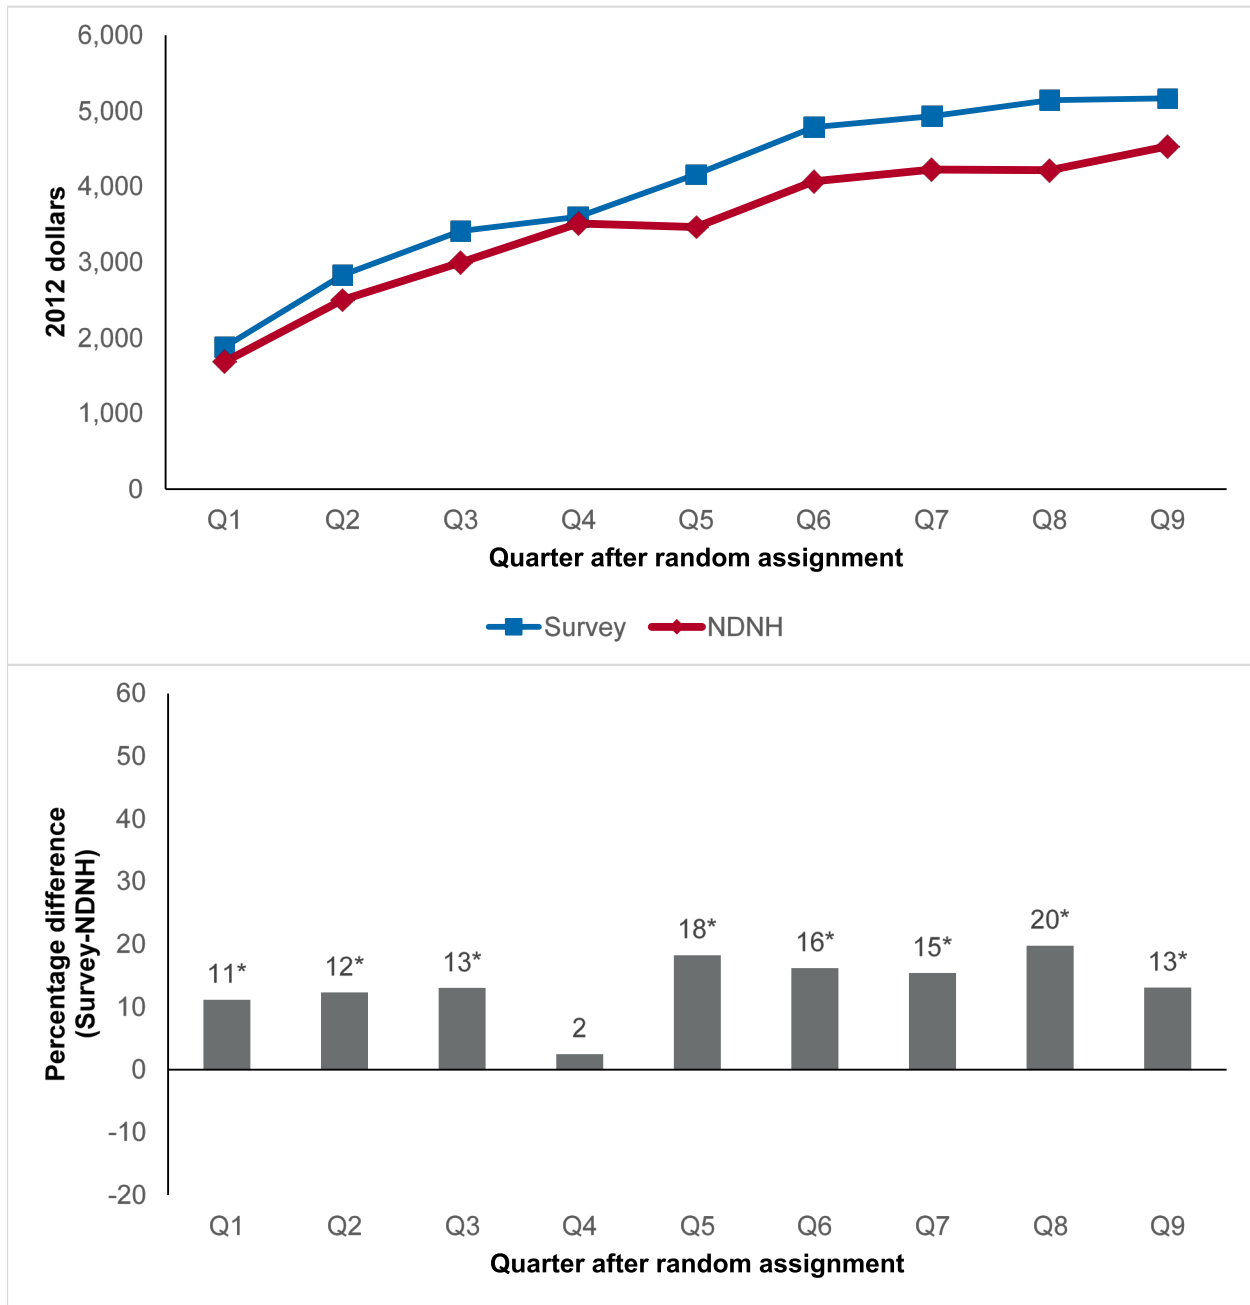 6,000
5,000
4,000
3,000
2,000
1,000
0
2012 dollars
Q1 Q2 Q3 Q4 Q5 Q6 Q7 Q8 Q9
Quarter after random assignment
Survey NDNH
60
50
40
30
20
10
0
-10
-20
Percentage difference
(Survey-NDNH)
11* 12* 13* 2 18* 16* 15* 20* 13*
Q1 Q2 Q3 Q4 Q5 Q6 Q7 Q8 Q9
Quarter after random assignment